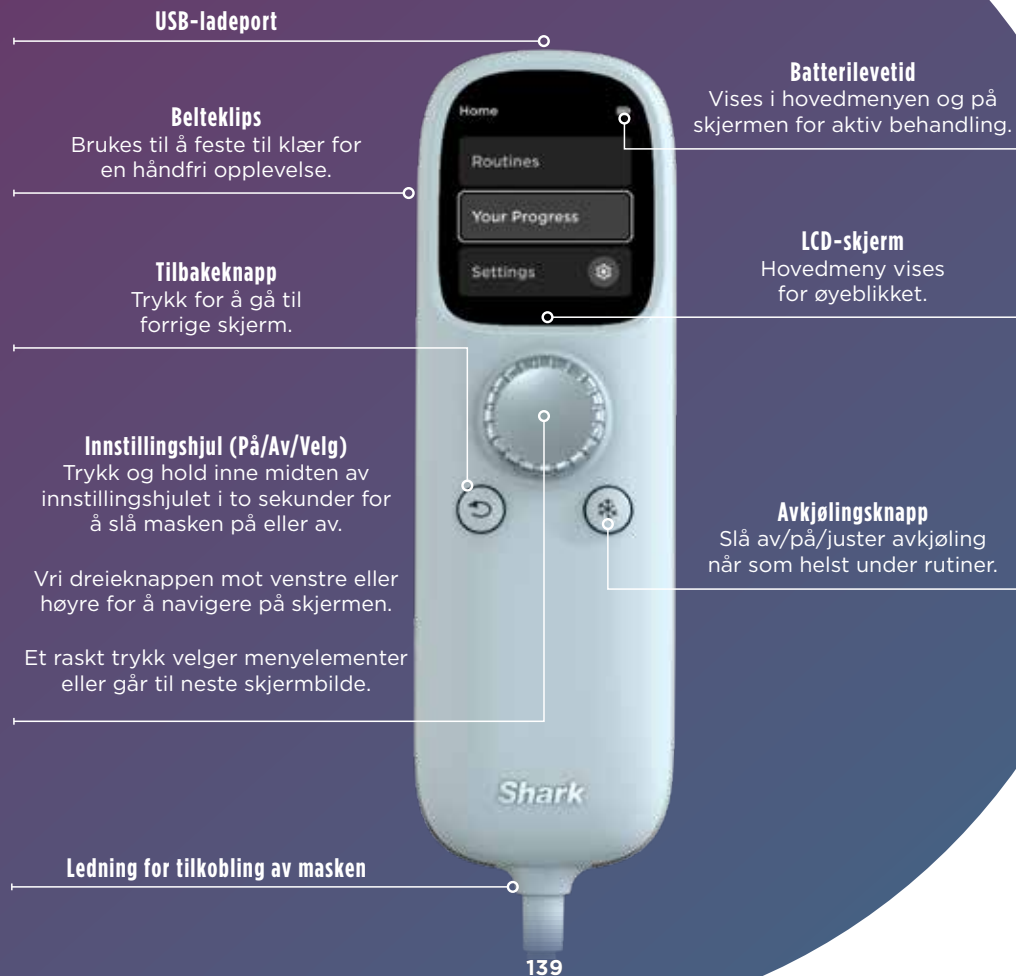 USB-ladeport
Belteklips
Brukes til å feste til klær for
en håndfri opplevelse.
Tilbakeknapp
Trykk for å gå til
forrige skjerm.
Innstillingshjul (På/Av/Velg)
Trykk og hold inne midten av
innstillingshjulet i to sekunder for
å slå masken på eller av.
Vri dreieknappen mot venstre eller
høyre for å navigere på skjermen.
Et raskt trykk velger menyelementer
eller går til neste skjermbilde.
Ledning for tilkobling av masken
Home
Routines
Your Progress
Settings
Shark
Batterilevetid
Vises i hovedmenyen og på
skjermen for aktiv behandling.
LCD-skjerm
Hovedmeny vises
for øyeblikket.
Avkjølingsknapp
Slå av/på/juster avkjøling
når som helst under rutiner.
139